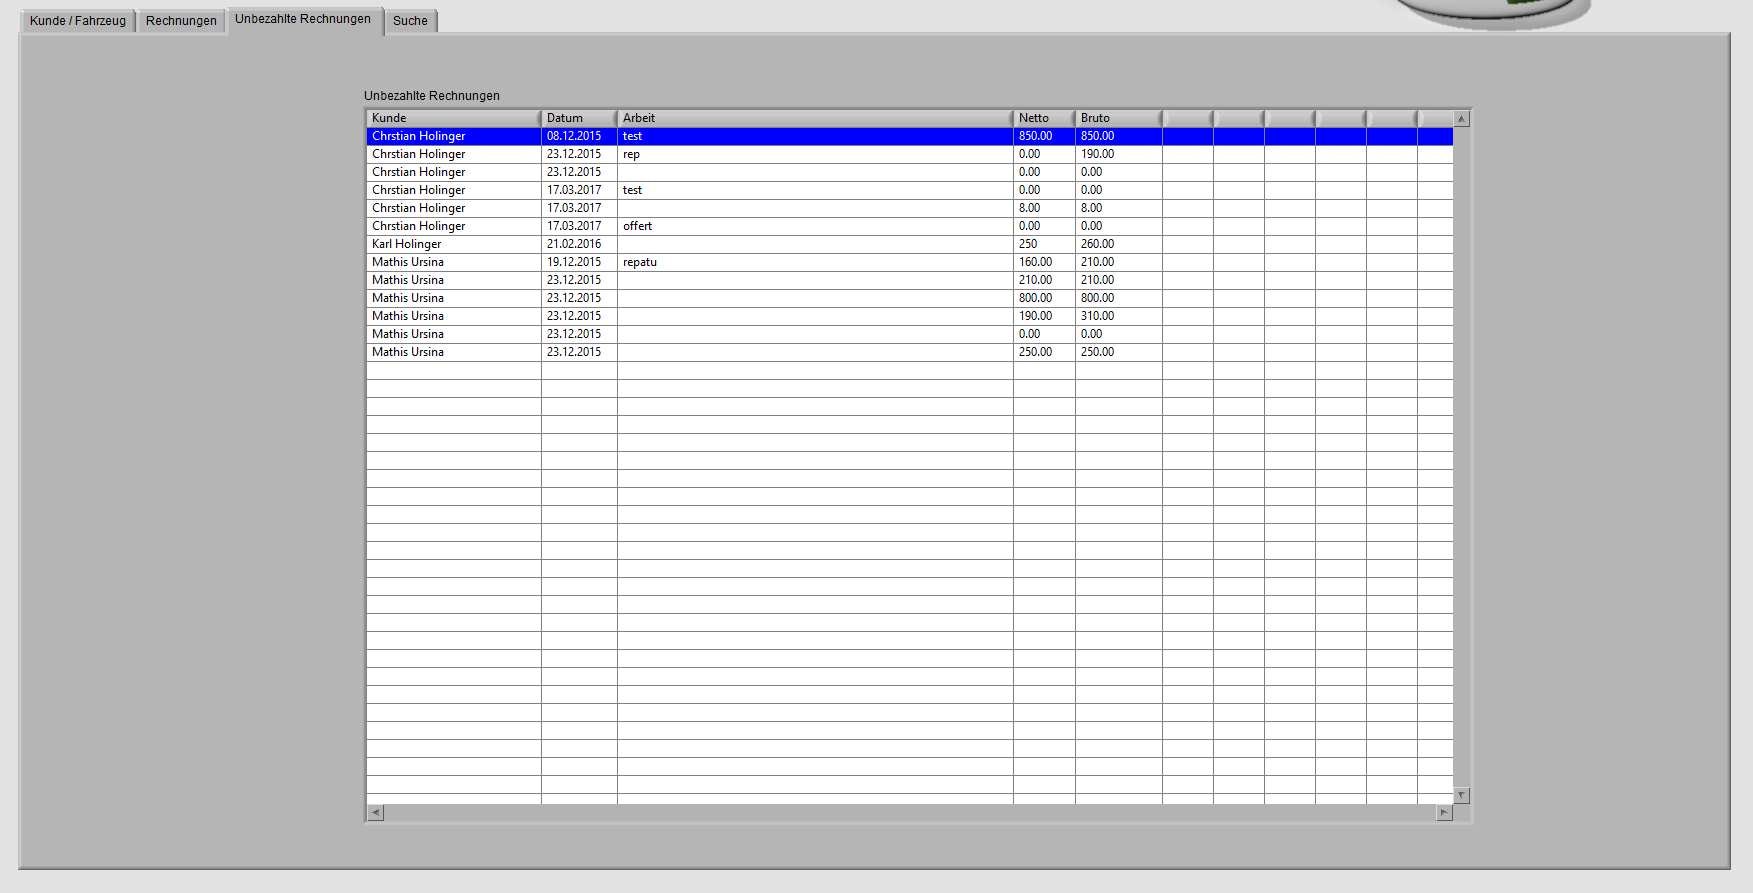 Kunde / Fahrzeug Rechnungen Unbezahlte Rechnungen Suche
Unbezahlte Rechnungen
Kunde Datum Arbeit Netto Bruto
Chrstian Holinger 08.12.2015 test 850.00 850.00
Chrstian Holinger 23.12.2015 rep 0.00 190.00
Chrstian Holinger 23.12.2015 0.00 0.00
Chrstian Holinger 17.03.2017 test 0.00 0.00
Chrstian Holinger 17.03.2017 8.00 8.00
Chrstian Holinger 17.03.2017 offert 0.00 0.00
Karl Holinger 21.02.2016 250 260.00
Mathis Ursina 19.12.2015 repatu 160.00 210.00
Mathis Ursina 23.12.2015 210.00 210.00
Mathis Ursina 23.12.2015 800.00 800.00
Mathis Ursina 23.12.2015 190.00 310.00
Mathis Ursina 23.12.2015 0.00 0.00
Mathis Ursina 23.12.2015 250.00 250.00